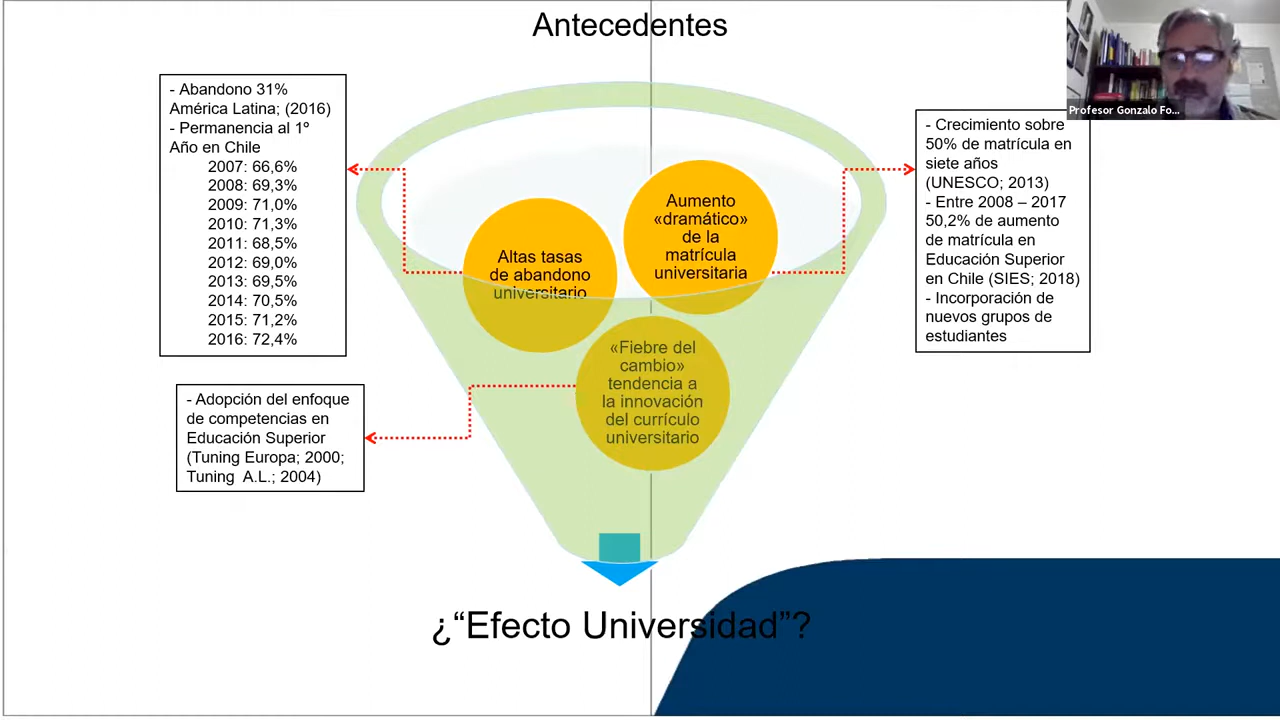 Antecedentes
Profesor Gonzalo Fo...
- Abandono 31%
América Latina; (2016)
- Permanencia al 1º
Año en Chile
2007: 66,6%
2008: 69,3%
2009: 71,0%
2010: 71,3%
2011: 68,5%
2012: 69,0%
2013: 69,5%
2014: 70,5%
2015: 71,2%
2016: 72,4%
Altas tasas
de abandono
universitario
Aumento
«dramático»
de la
matrícula
universitaria
- Crecimiento sobre
50% de matrícula en
siete años
(UNESCO; 2013)
- Entre 2008 – 2017
50,2% de aumento
de matrícula en
Educación Superior
en Chile (SIES; 2018)
- Incorporación de
nuevos grupos de
estudiantes
«Fiebre del
cambio»
tendencia a
la innovación
del currículo
universitario
- Adopción del enfoque
de competencias en
Educación Superior
(Tuning Europa; 2000;
Tuning A.L.; 2004)
¿“Efecto Universidad”?